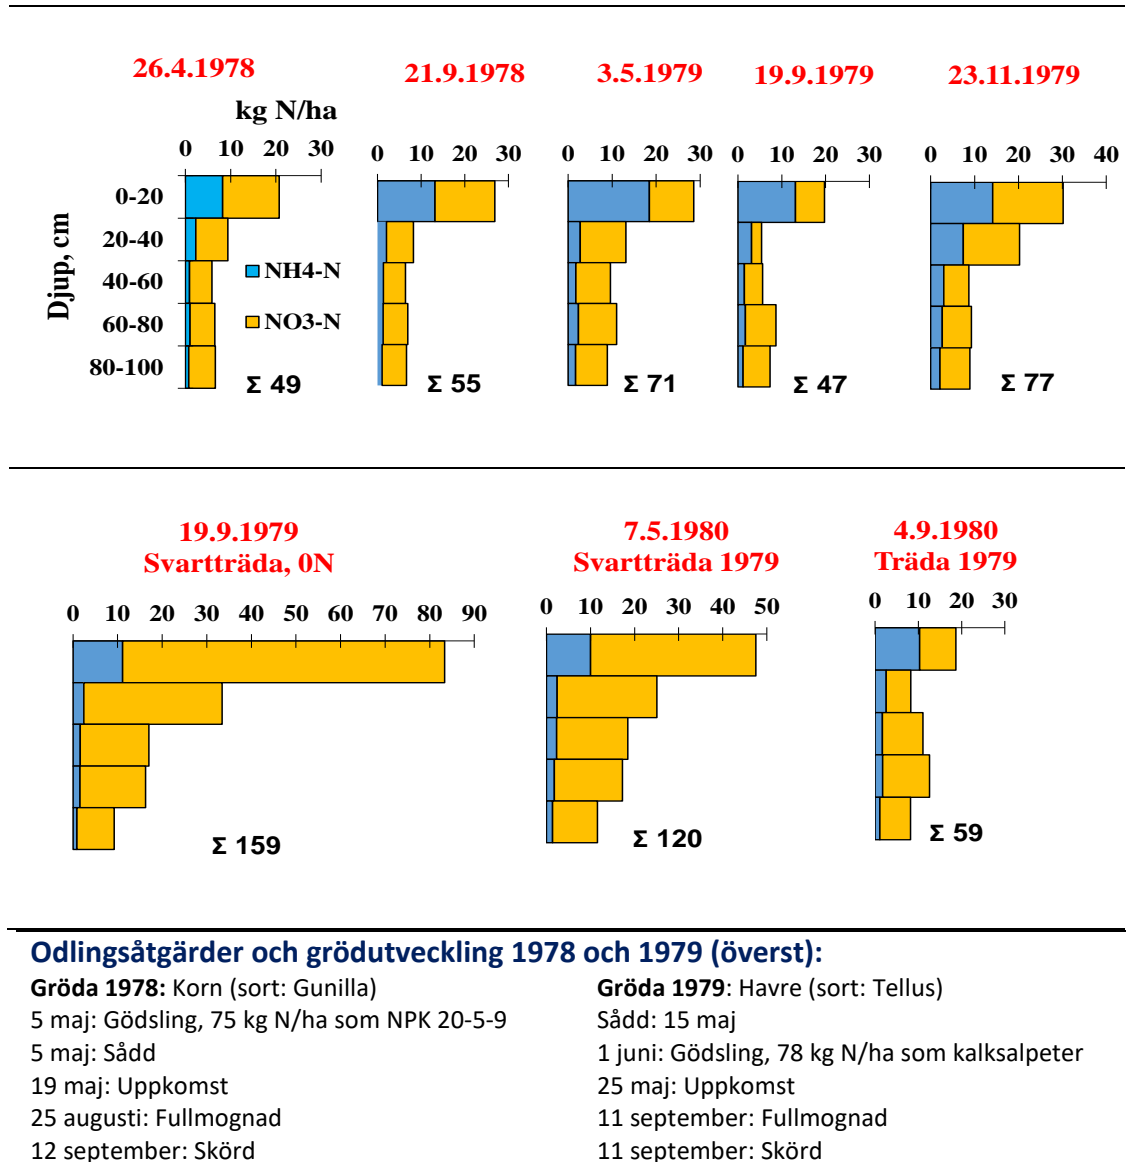 26.4.1978 21.9.1978 3.5.1979 19.9.1979 23.11.1979
kg N/ha
0 10 20 30 0 10 20 30 0 10 20 30 0 10 20 30 0 10 20 30 40
Djup, cm
0-20
20-40
40-60
60-80
80-100
NH4-N
NO3-N
Σ 49 Σ 55 Σ 71 Σ 47 Σ 77
19.9.1979
Svartträda, 0N
0 10 20 30 40 50 60 70 80 90
Σ 159
7.5.1980
Svartträda 1979
0 10 20 30 40 50
Σ 120
4.9.1980
Träda 1979
0 10 20 30
Σ 59
Odlingsåtgärder och grödutveckling 1978 och 1979 (överst):
Gröda 1978: Korn (sort: Gunilla)
5 maj: Gödsling, 75 kg N/ha som NPK 20-5-9
5 maj: Sådd
19 maj: Uppkomst
25 augusti: Fullmognad
12 september: Skörd
Gröda 1979: Havre (sort: Tellus)
Sådd: 15 maj
1 juni: Gödsling, 78 kg N/ha som kalksalpeter
25 maj: Uppkomst
11 september: Fullmognad
11 september: Skörd